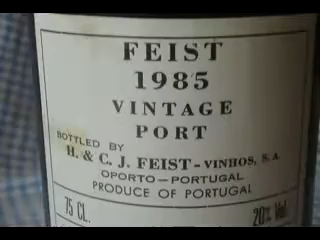 FEIST
1985
VINTAGE
PORT
BOTTLED BY
H. & C. J. FEIST - VINHOS, S.A.
OPORTO - PORTUGAL
PRODUCE OF PORTUGAL
75 CL. 20% Vol.